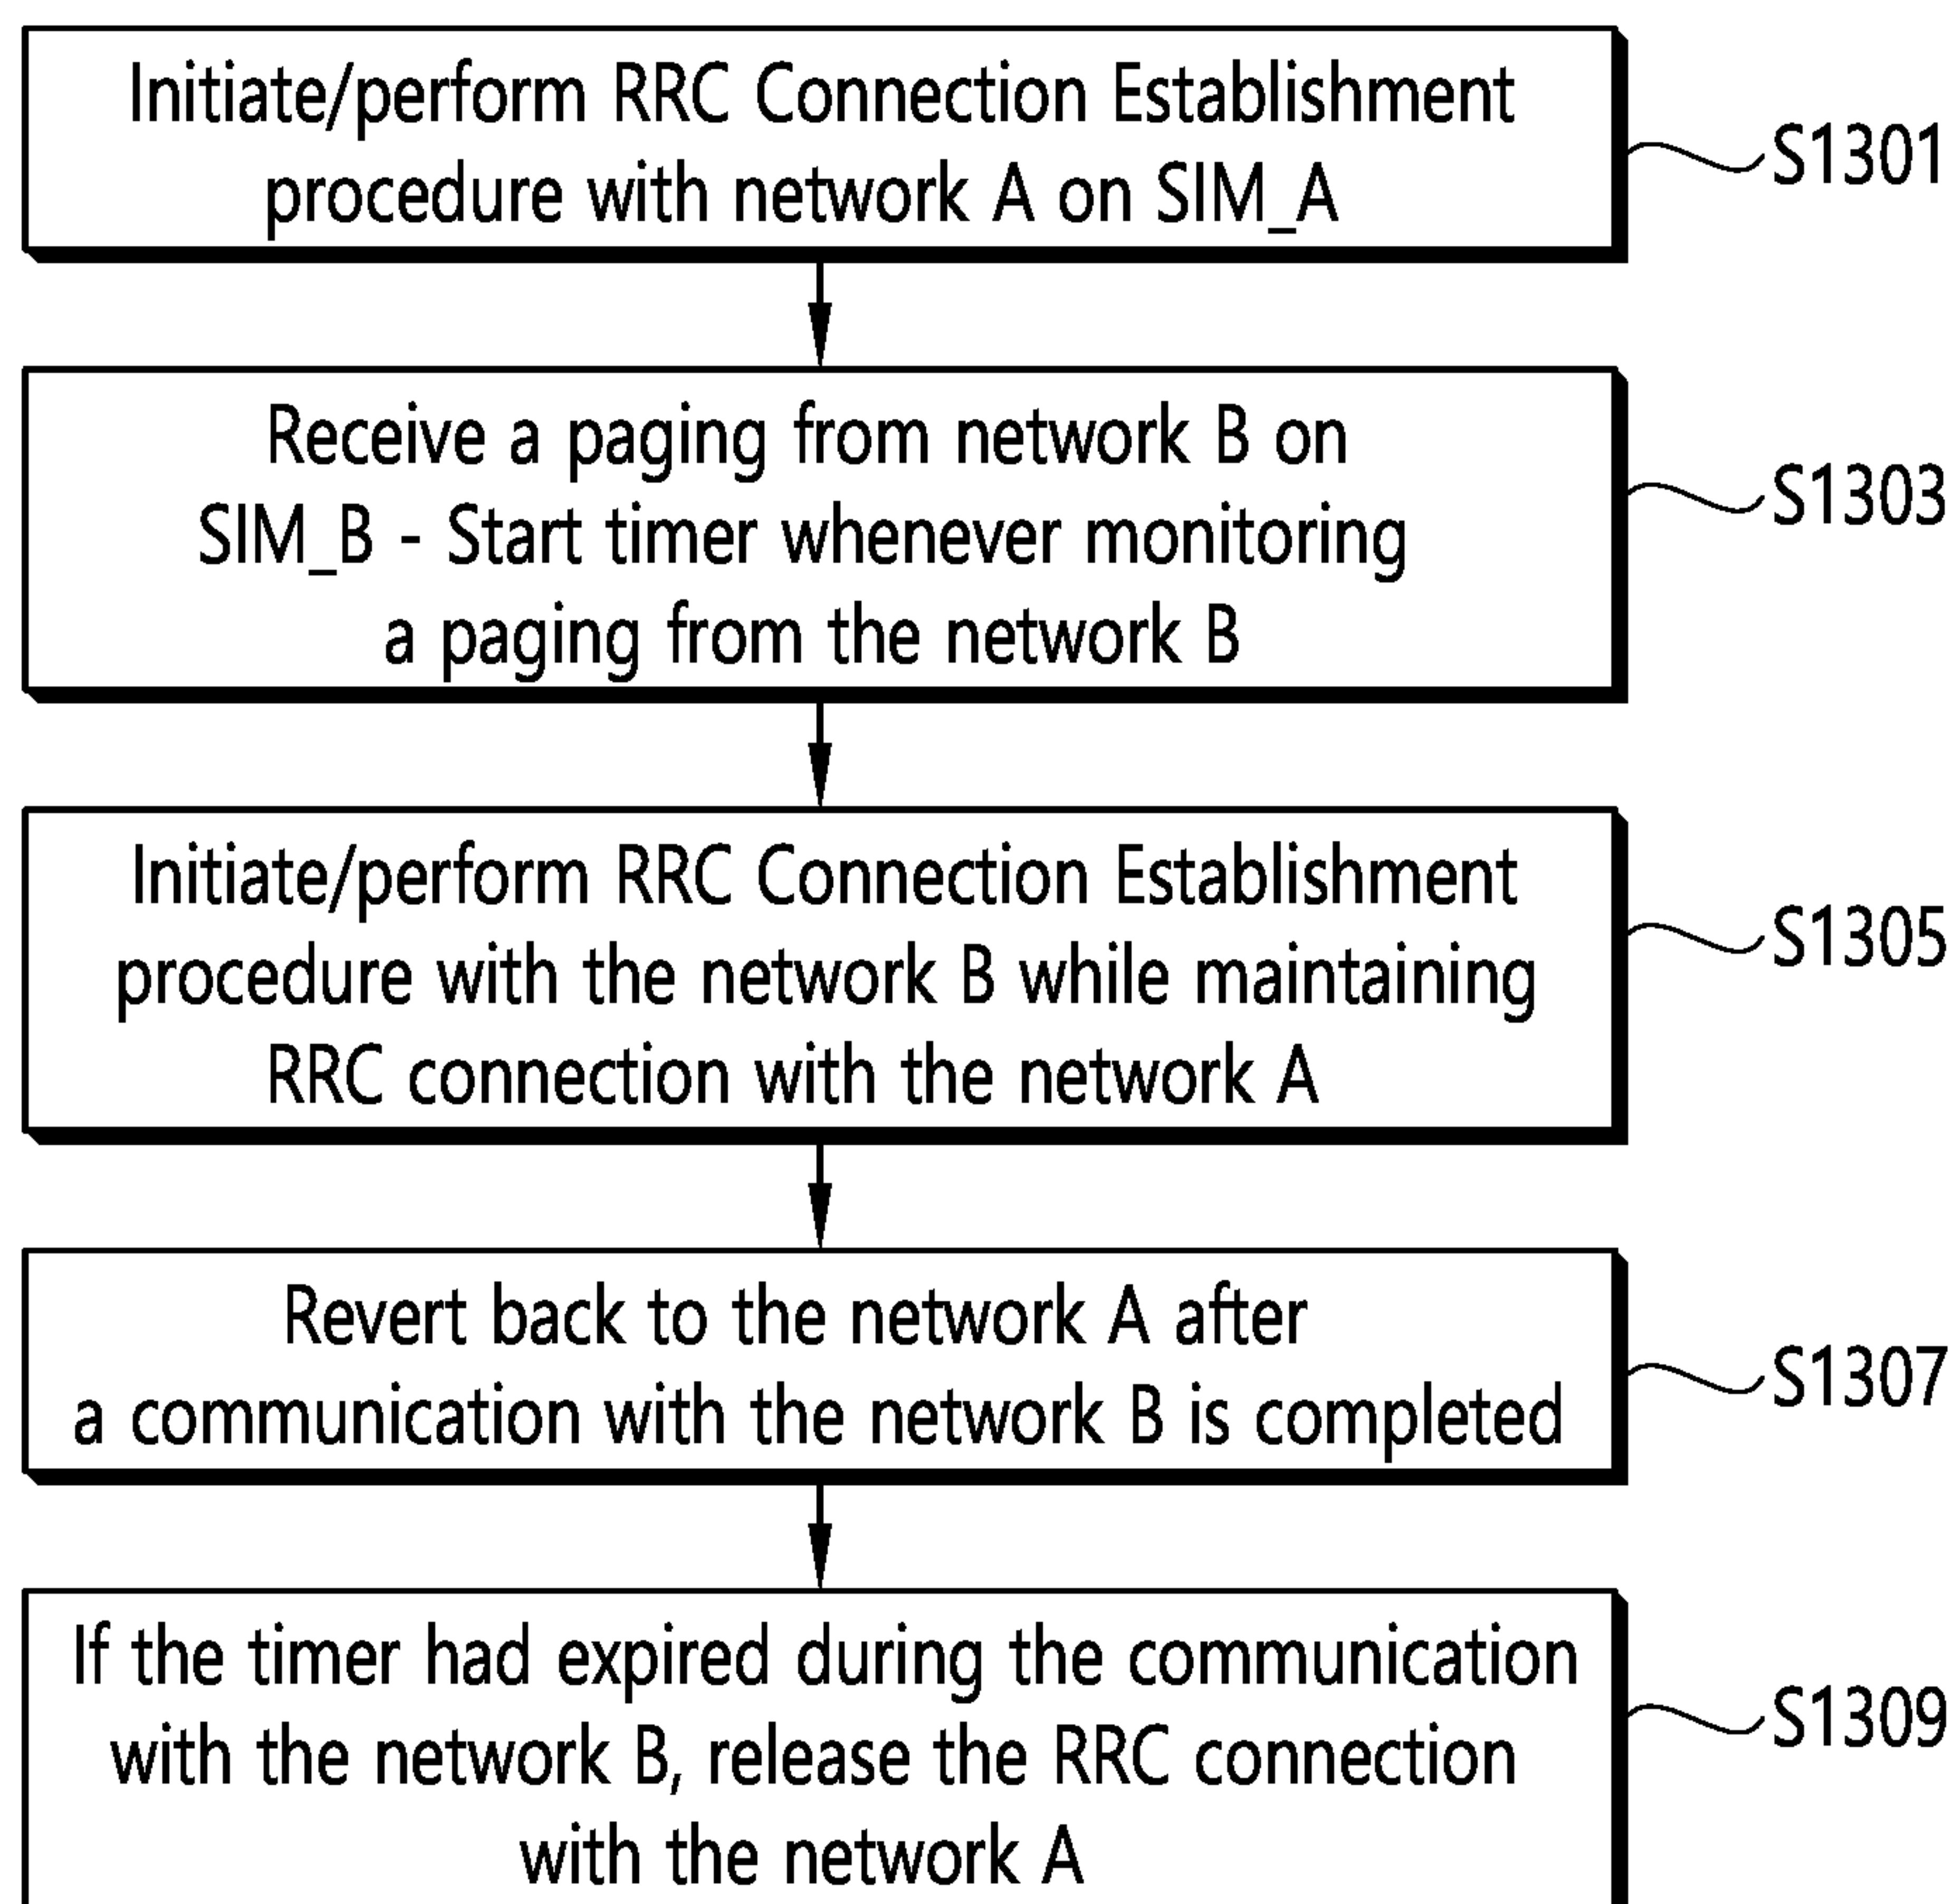 Initiate/perform RRC Connection Establishment
procedure with network A on SIM_A
S1301
Receive a paging from network B on
SIM_B - Start timer whenever monitoring
a paging from the network B
S1303
Initiate/perform RRC Connection Establishment
procedure with the network B while maintaining
RRC connection with the network A
S1305
Revert back to the network A after
a communication with the network B is completed
S1307
If the timer had expired during the communication
with the network B, release the RRC connection
with the network A
S1309